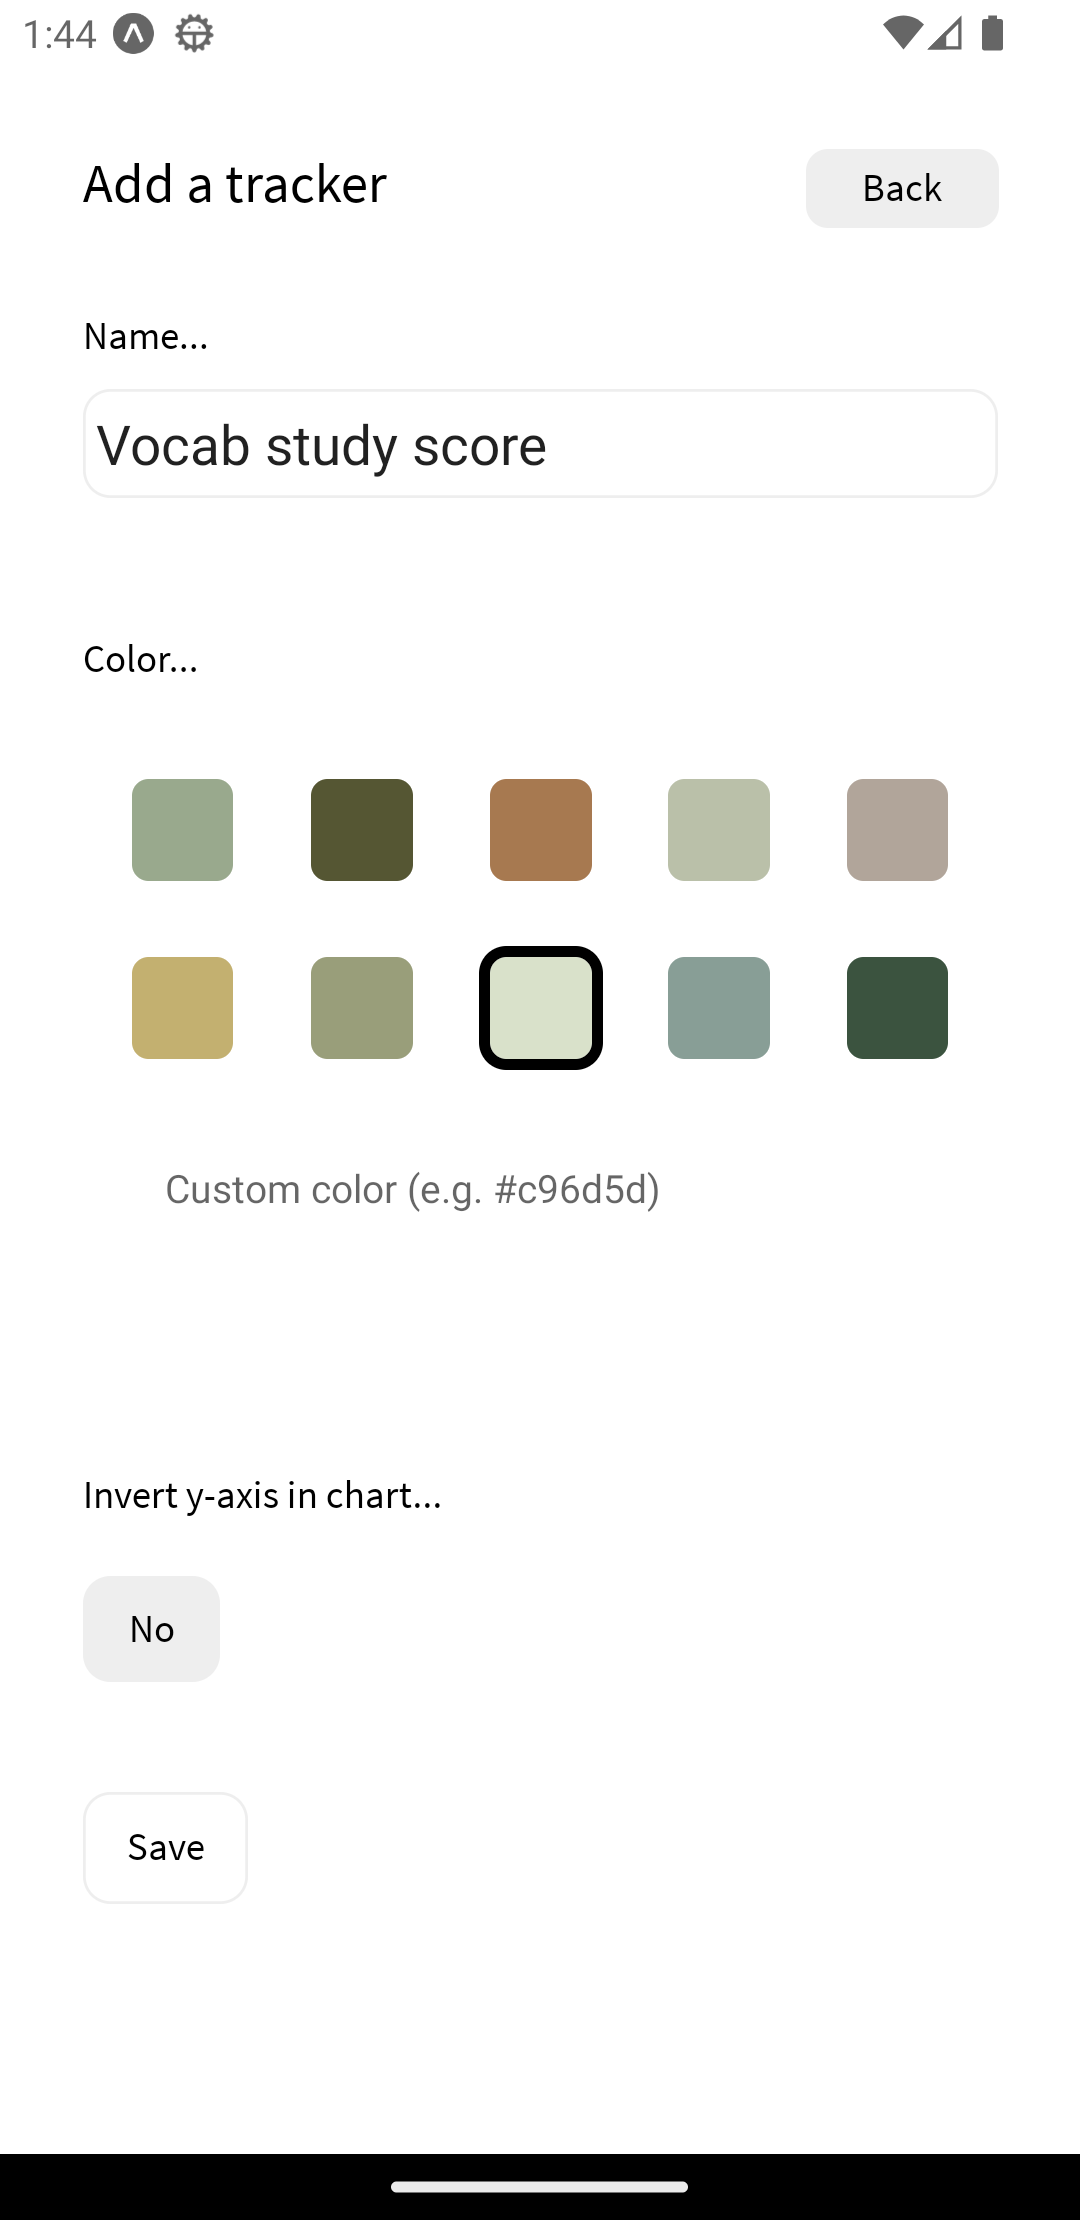 1:44
Add a tracker
Back
Name...
Vocab study score
Color...
Custom color (e.g. #c96d5d)
Invert y-axis in chart...
No
Save